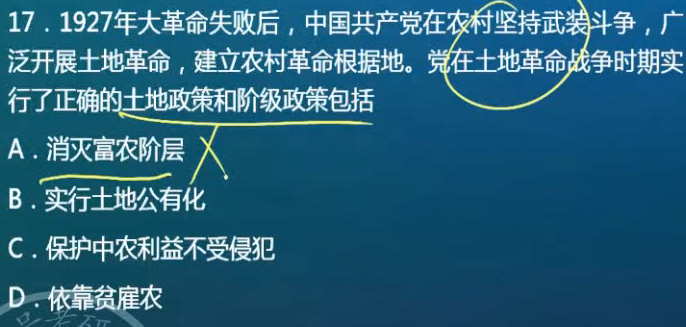 17．1927年大革命失败后，中国共产党在农村坚持武装斗争，广
泛开展土地革命，建立农村革命根据地。党在土地革命战争时期实
行了正确的土地政策和阶级政策包括
A．消灭富农阶层
B．实行土地公有化
C．保护中农利益不受侵犯
D．依靠贫雇农